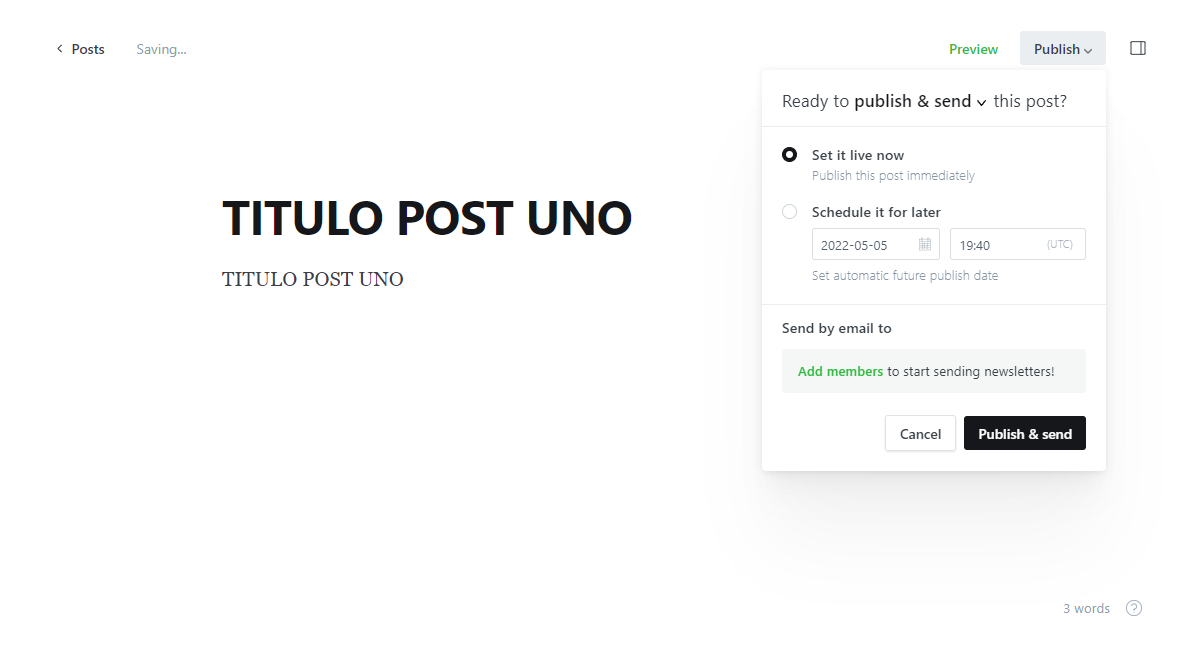 Posts
Saving...
Preview
Publish
Ready to publish & send this post?
Set it live now
Publish this post immediately
Schedule it for later
2022-05-05
19:40 (UTC)
Set automatic future publish date
Send by email to
Add members to start sending newsletters!
Cancel
Publish & send
TITULO POST UNO
TITULO POST UNO
3 words
?